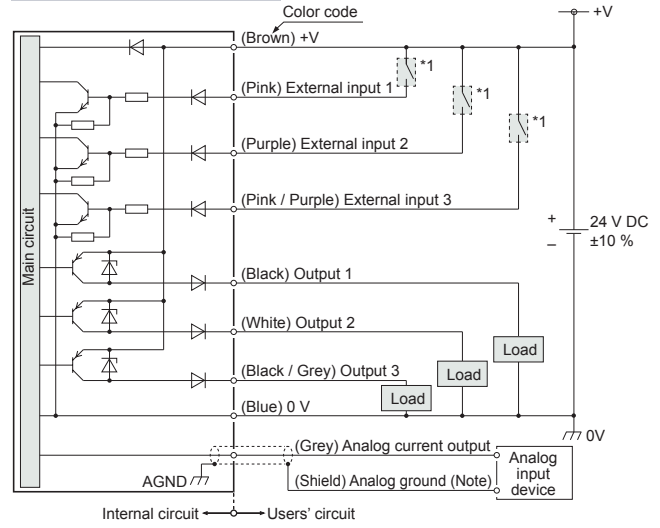 Color code
+V
(Brown) +V
*1
(Pink) External input 1
*1
*1
(Purple) External input 2
(Pink / Purple) External input 3
Main circuit
+
24 V DC
–
±10 %
(Black) Output 1
(White) Output 2
Load
Load
(Black / Grey) Output 3
Load
(Blue) 0 V
0V
(Grey) Analog current output
Analog
input
device
AGND
(Shield) Analog ground (Note)
Internal circuit
Users' circuit